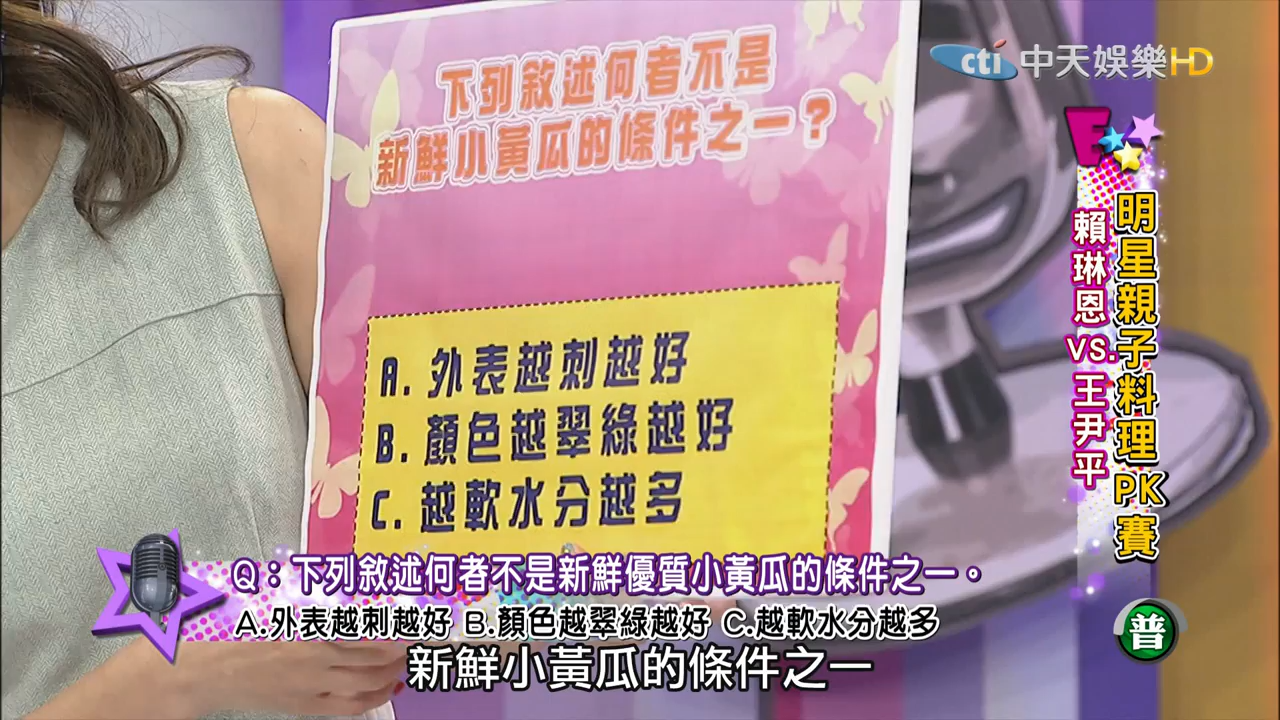 下列敘述何者不是
新鮮小黃瓜的條件之一？
A. 外表越刺越好
B. 顏色越翠綠越好
C. 越軟水分越多
cti 中天娛樂HD
E
明星親子料理PK賽
賴琳恩 VS. 王尹平
普
Q：下列敘述何者不是新鮮優質小黃瓜的條件之一。
A.外表越刺越好 B.顏色越翠綠越好 C.越軟水分越多
新鮮小黃瓜的條件之一